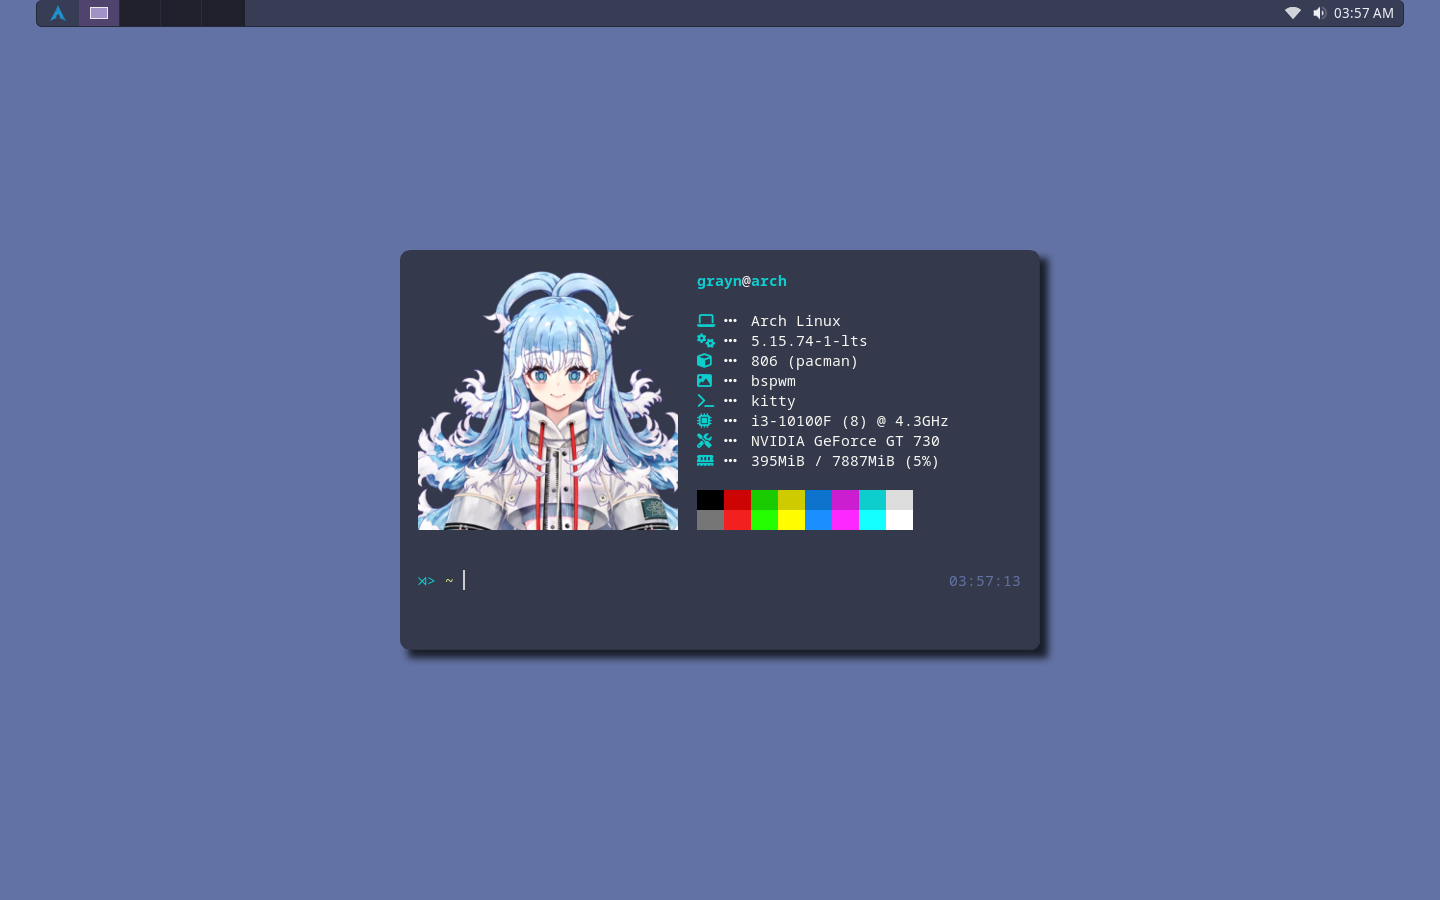 03:57 AM
grayn@arch
••• Arch Linux
••• 5.15.74-1-lts
••• 806 (pacman)
••• bspwm
••• kitty
••• i3-10100F (8) @ 4.3GHz
••• NVIDIA GeForce GT 730
••• 395MiB / 7887MiB (5%)
~ 03:57:13